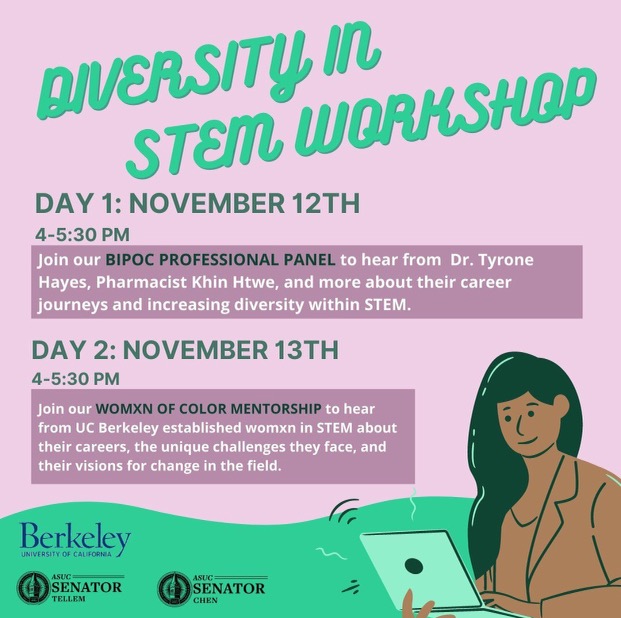 DIVERSITY IN
STEM WORKSHOP
DAY 1: NOVEMBER 12TH
4-5:30 PM
Join our BIPOC PROFESSIONAL PANEL to hear from Dr. Tyrone
Hayes, Pharmacist Khin Htwe, and more about their career
journeys and increasing diversity within STEM.
DAY 2: NOVEMBER 13TH
4-5:30 PM
Join our WOMXN OF COLOR MENTORSHIP to hear
from UC Berkeley established womxn in STEM about
their careers, the unique challenges they face, and
their visions for change in the field.
Berkeley
UNIVERSITY OF CALIFORNIA
ASUC
SENATOR
TELLEM
ASUC
SENATOR
CHEN